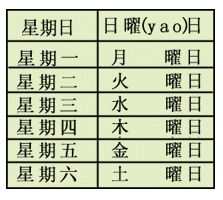 星期日 日曜(yao)日
星期一 月 曜日
星期二 火 曜日
星期三 水 曜日
星期四 木 曜日
星期五 金 曜日
星期六 土 曜日